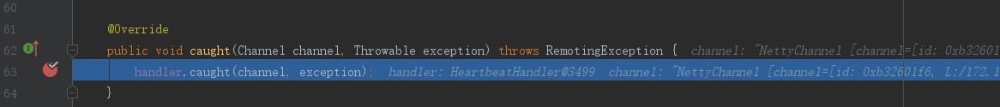 60
61 @Override
62 public void caught(Channel channel, Throwable exception) throws RemotingException { channel: "NettyChannel [channel=[id: 0xb32601
63 handler.caught(channel, exception); handler: HeartbeatHandler@3499 channel: "NettyChannel [channel=[id: 0xb32601f6, L:/172.1
64 }